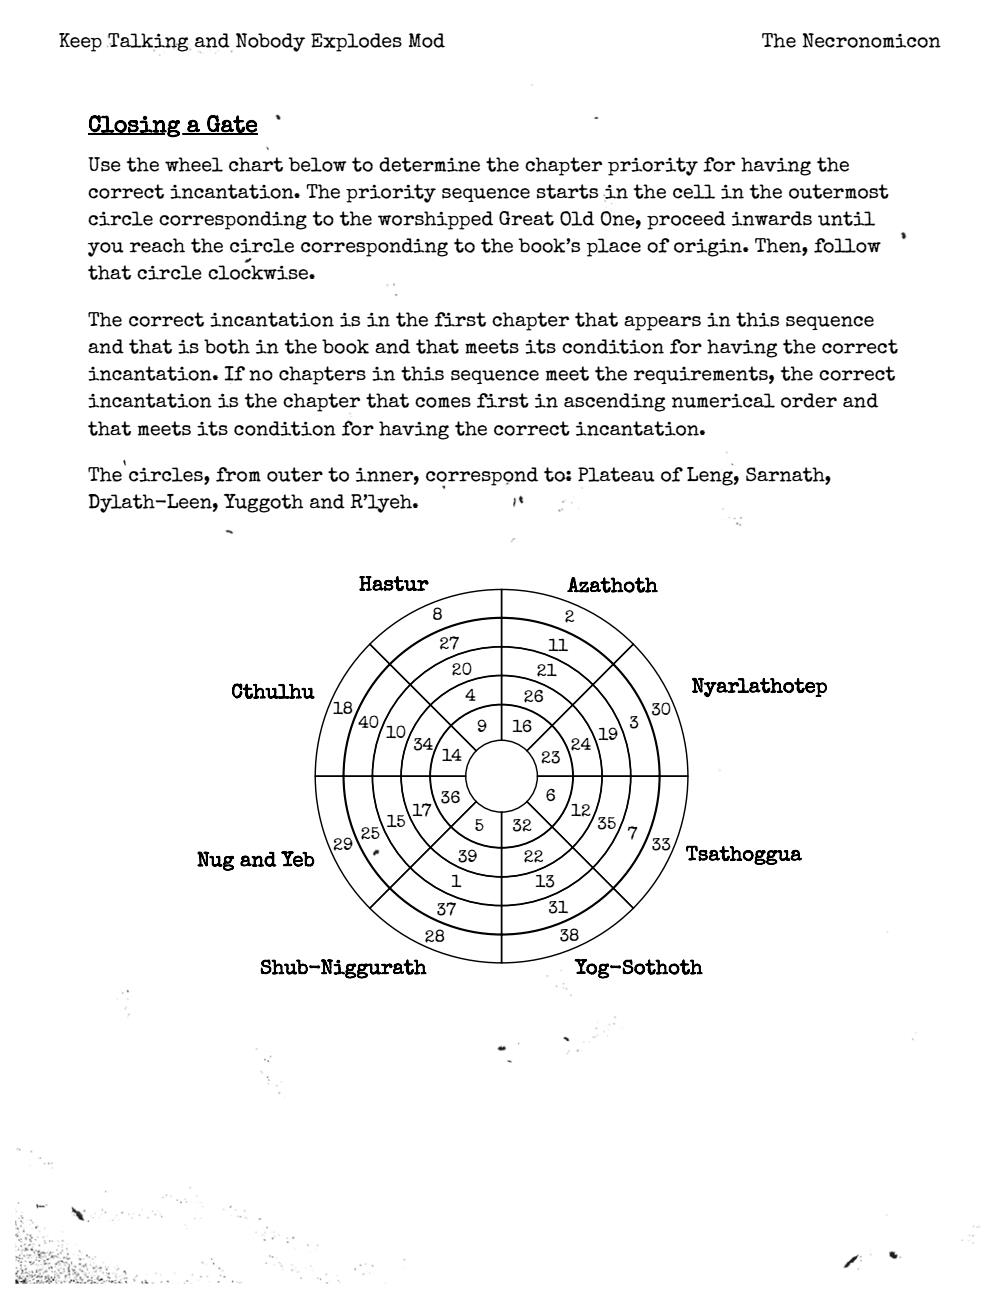 Keep Talking and Nobody Explodes Mod
The Necronomicon
Closing a Gate
Use the wheel chart below to determine the chapter priority for having the
correct incantation. The priority sequence starts in the cell in the outermost
circle corresponding to the worshipped Great Old One, proceed inwards until
you reach the circle corresponding to the book's place of origin. Then, follow
that circle clockwise.
The correct incantation is in the first chapter that appears in this sequence
and that is both in the book and that meets its condition for having the correct
incantation. If no chapters in this sequence meet the requirements, the correct
incantation is the chapter that comes first in ascending numerical order and
that meets its condition for having the correct incantation.
The circles, from outer to inner, correspond to: Plateau of Leng, Sarnath,
Dylath-Leen, Yuggoth and R'lyeh.
Hastur
Azathoth
8
2
27
11
20
21
Cthulhu
Nyarlathotep
4
26
18
30
40
3
9
16
10
19
34
24
14
23
36
6
17
12
15
35
5
32
25
7
29
33
Nug and Yeb
Tsathoggua
39
22
1
13
37
31
28
38
Shub-Niggurath
Yog-Sothoth